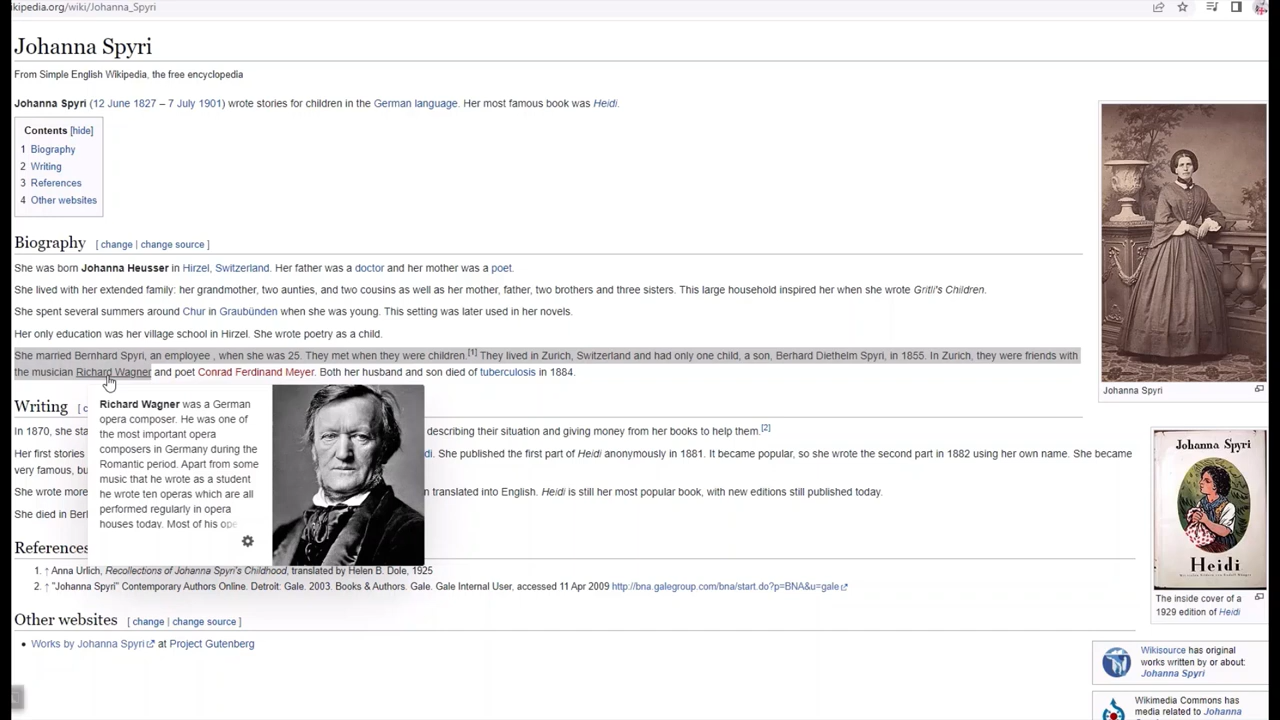 ikipedia.org/wiki/Johanna_Spyri
Johanna Spyri
From Simple English Wikipedia, the free encyclopedia
Johanna Spyri (12 June 1827 – 7 July 1901) wrote stories for children in the German language. Her most famous book was Heidi.
Contents [hide]
1 Biography
2 Writing
3 References
4 Other websites
Johanna Spyri
Biography [ change | change source ]
She was born Johanna Heusser in Hirzel, Switzerland. Her father was a doctor and her mother was a poet.
She lived with her extended family: her grandmother, two aunties, and two cousins as well as her mother, father, two brothers and three sisters. This large household inspired her when she wrote Gritli's Children.
She spent several summers around Chur in Graubünden when she was young. This setting was later used in her novels.
Her only education was her village school in Hirzel. She wrote poetry as a child.
She married Bernhard Spyri, an employee , when she was 25. They met when they were children.[1] They lived in Zurich, Switzerland and had only one child, a son, Berhard Diethelm Spyri, in 1855. In Zurich, they were friends with
the musician Richard Wagner and poet Conrad Ferdinand Meyer. Both her husband and son died of tuberculosis in 1884.
Richard Wagner was a German
opera composer. He was one of
the most important opera
composers in Germany during the
Romantic period. Apart from some
music that he wrote as a student
he wrote ten operas which are all
performed regularly in opera
houses today. Most of his ope
Writing [ c
In 1870, she sta describing their situation and giving money from her books to help them.[2]
Her first stories di. She published the first part of Heidi anonymously in 1881. It became popular, so she wrote the second part in 1882 using her own name. She became
very famous, bu
She wrote more n translated into English. Heidi is still her most popular book, with new editions still published today.
She died in Berl
Johanna Spyri
Heidi
The inside cover of a
1929 edition of Heidi
References
1. ↑ Anna Urlich, Recollections of Johanna Spyri's Childhood, translated by Helen B. Dole, 1925
2. ↑ "Johanna Spyri" Contemporary Authors Online. Detroit: Gale. 2003. Books & Authors. Gale. Gale Internal User, accessed 11 Apr 2009 http://bna.galegroup.com/bna/start.do?p=BNA&u=gale
Other websites [ change | change source ]
• Works by Johanna Spyri at Project Gutenberg
Wikisource has original
works written by or about:
Johanna Spyri
Wikimedia Commons has
media related to Johanna